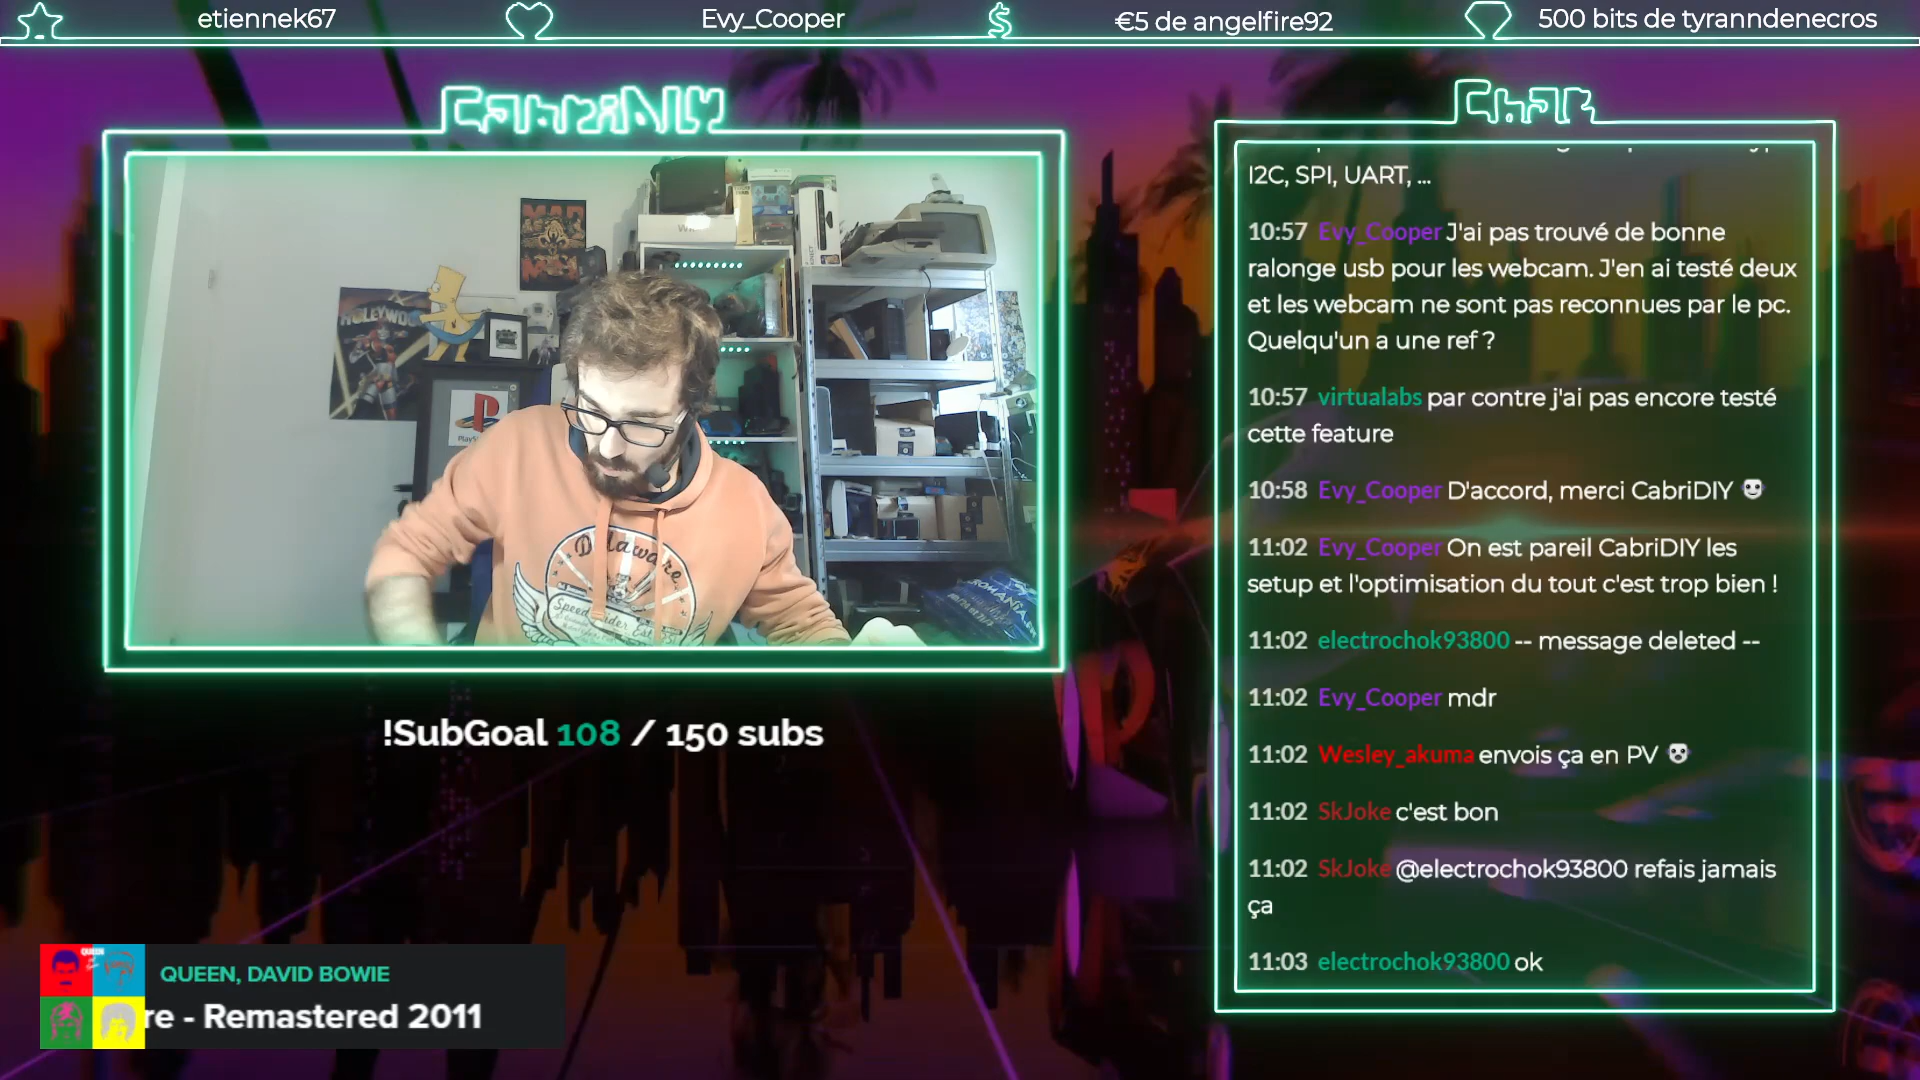 etiennek67
Evy_Cooper
€5 de angelfire92
500 bits de tyranndenecros
CabriDIY
Chat
I2C, SPI, UART, ...
10:57 Evy_Cooper J'ai pas trouvé de bonne
ralonge usb pour les webcam. J'en ai testé deux
et les webcam ne sont pas reconnues par le pc.
Quelqu'un a une ref ?
10:57 virtualabs par contre j'ai pas encore testé
cette feature
10:58 Evy_Cooper D'accord, merci CabriDIY
11:02 Evy_Cooper On est pareil CabriDIY les
setup et l'optimisation du tout c'est trop bien !
11:02 electrochok93800 -- message deleted --
11:02 Evy_Cooper mdr
11:02 Wesley_akuma envois ça en PV
11:02 SkJoke c'est bon
11:02 SkJoke @electrochok93800 refais jamais
ça
11:03 electrochok93800 ok
MAD
MAX
Delaware
!SubGoal 108 / 150 subs
QUEEN
QUEEN, DAVID BOWIE
re - Remastered 2011